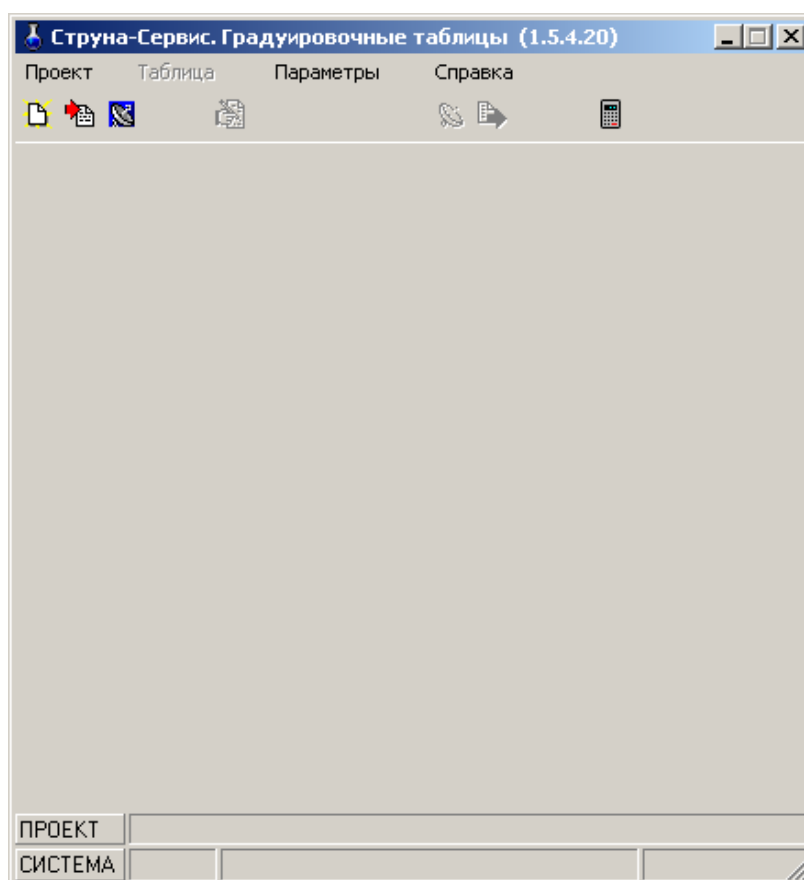 Струна-Сервис. Градуировочные таблицы (1.5.4.20)
Проект Таблица Параметры Справка
ПРОЕКТ
СИСТЕМА